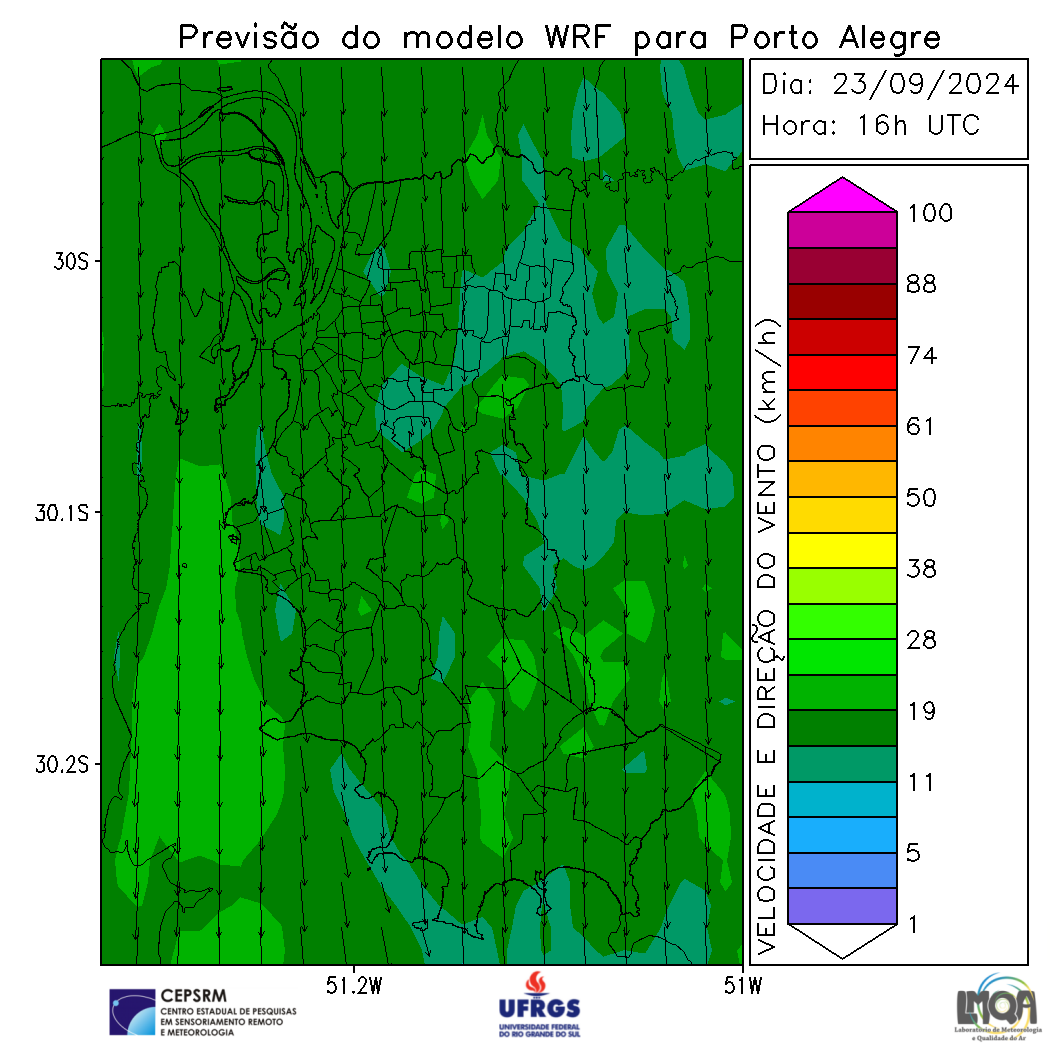 Previsão do modelo WRF para Porto Alegre
Dia: 23/09/2024
Hora: 16h UTC
30S
30.1S
30.2S
51.2W
51W
VELOCIDADE E DIREÇÃO DO VENTO (km/h)
100
88
74
61
50
38
28
19
11
5
1
CEPSRM
CENTRO ESTADUAL DE PESQUISAS
EM SENSORIAMENTO REMOTO
E METEOROLOGIA
UFRGS
UNIVERSIDADE FEDERAL
DO RIO GRANDE DO SUL
LMQA
Laboratório de Meteorologia
e Qualidade do Ar